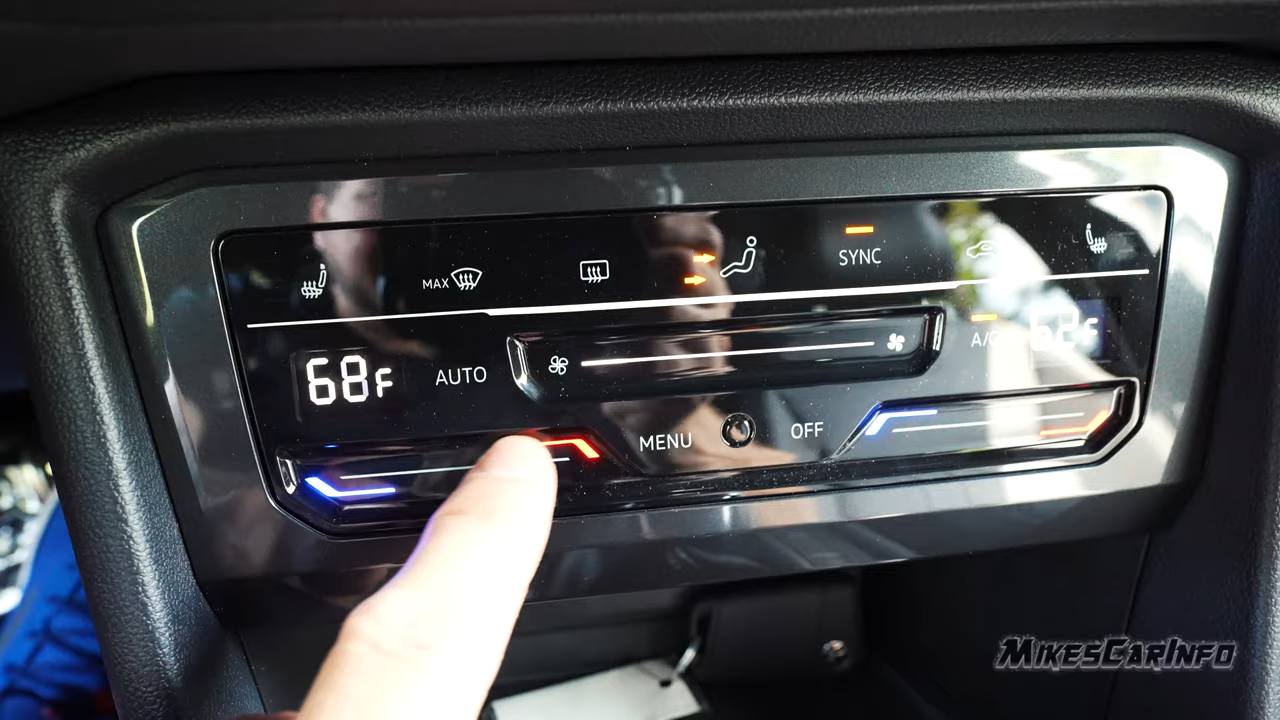 SYNC
MAX
68F
AUTO
A/C
62F
MENU
OFF
MIKESCARINFO